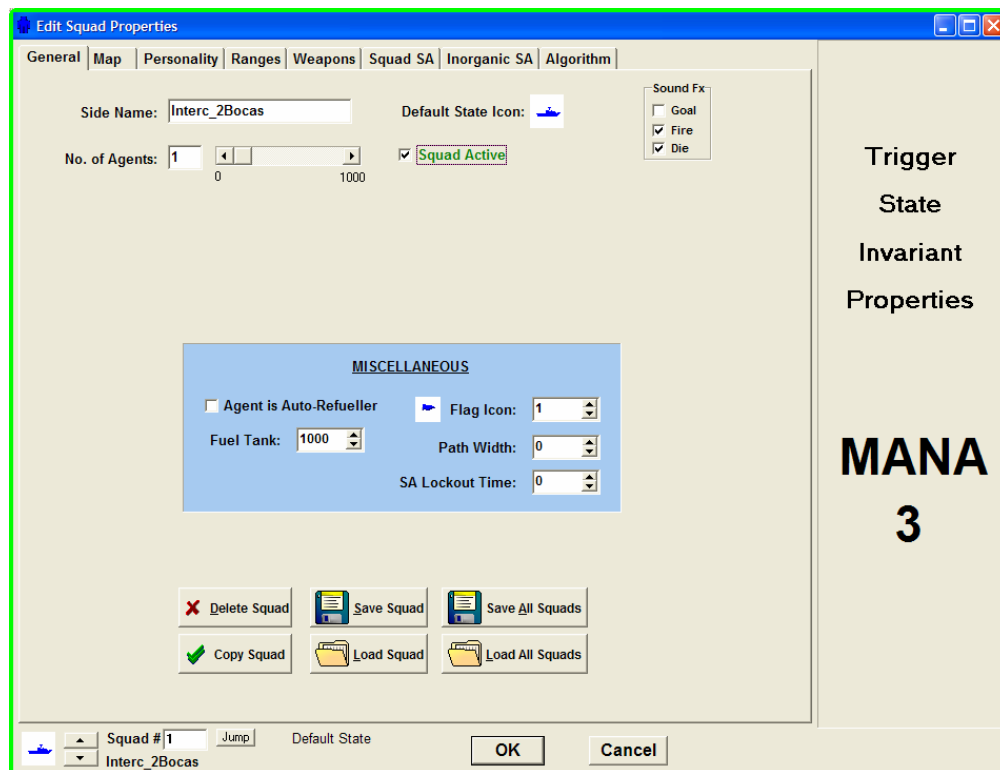 Edit Squad Properties
General Map Personality Ranges Weapons Squad SA Inorganic SA Algorithm
Side Name: Interc_2Bocas Default State Icon:
Sound Fx
Goal
Fire
Die
No. of Agents: 1 Squad Active
0 1000
Trigger
State
Invariant
Properties
MISCELLANEOUS
Agent is Auto-Refueller Flag Icon: 1
Fuel Tank: 1000 Path Width: 0
SA Lockout Time: 0
MANA
3
Delete Squad Save Squad Save All Squads
Copy Squad Load Squad Load All Squads
Squad # 1 Jump Default State
Interc_2Bocas
OK Cancel